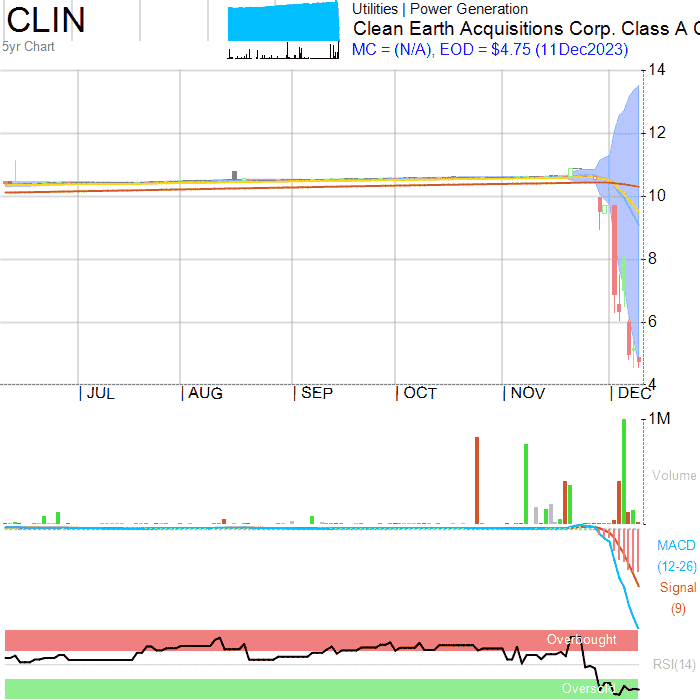 CLIN
5yr Chart
Utilities | Power Generation
Clean Earth Acquisitions Corp. Class A C
MC = (N/A), EOD = $4.75 (11Dec2023)
14
12
10
8
6
4
| JUL | AUG | SEP | OCT | NOV | DEC
1M
Volume
MACD
(12-26)
Signal
(9)
Overbought
RSI(14)
Oversold